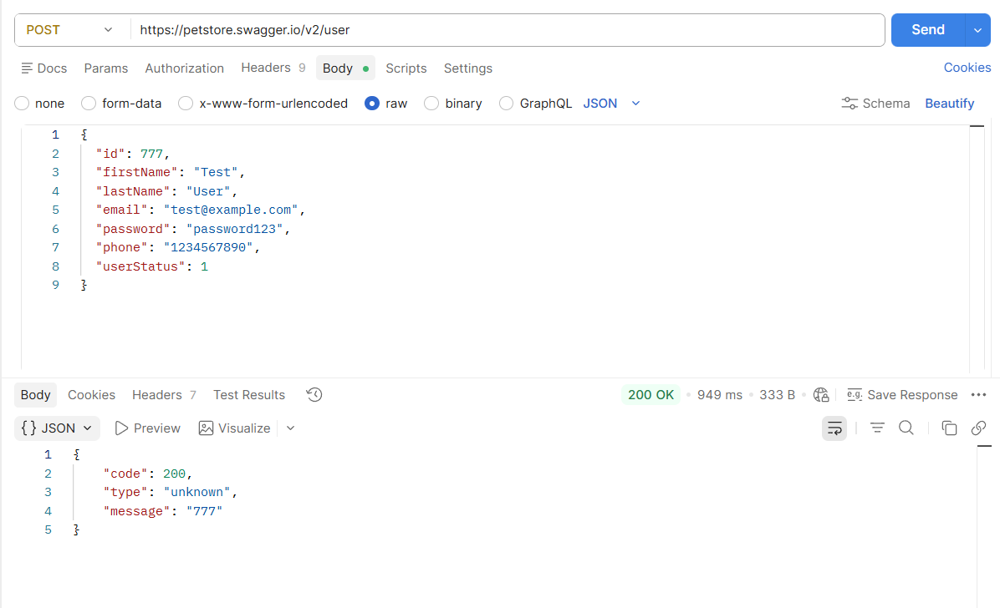 POST https://petstore.swagger.io/v2/user Send
Docs Params Authorization Headers 9 Body Scripts Settings Cookies
none form-data x-www-form-urlencoded raw binary GraphQL JSON Schema Beautify
1 {
2 "id": 777,
3 "firstName": "Test",
4 "lastName": "User",
5 "email": "test@example.com",
6 "password": "password123",
7 "phone": "1234567890",
8 "userStatus": 1
9 }
Body Cookies Headers 7 Test Results 200 OK • 949 ms • 333 B • e.g. Save Response
{} JSON Preview Visualize
1 {
2 "code": 200,
3 "type": "unknown",
4 "message": "777"
5 }